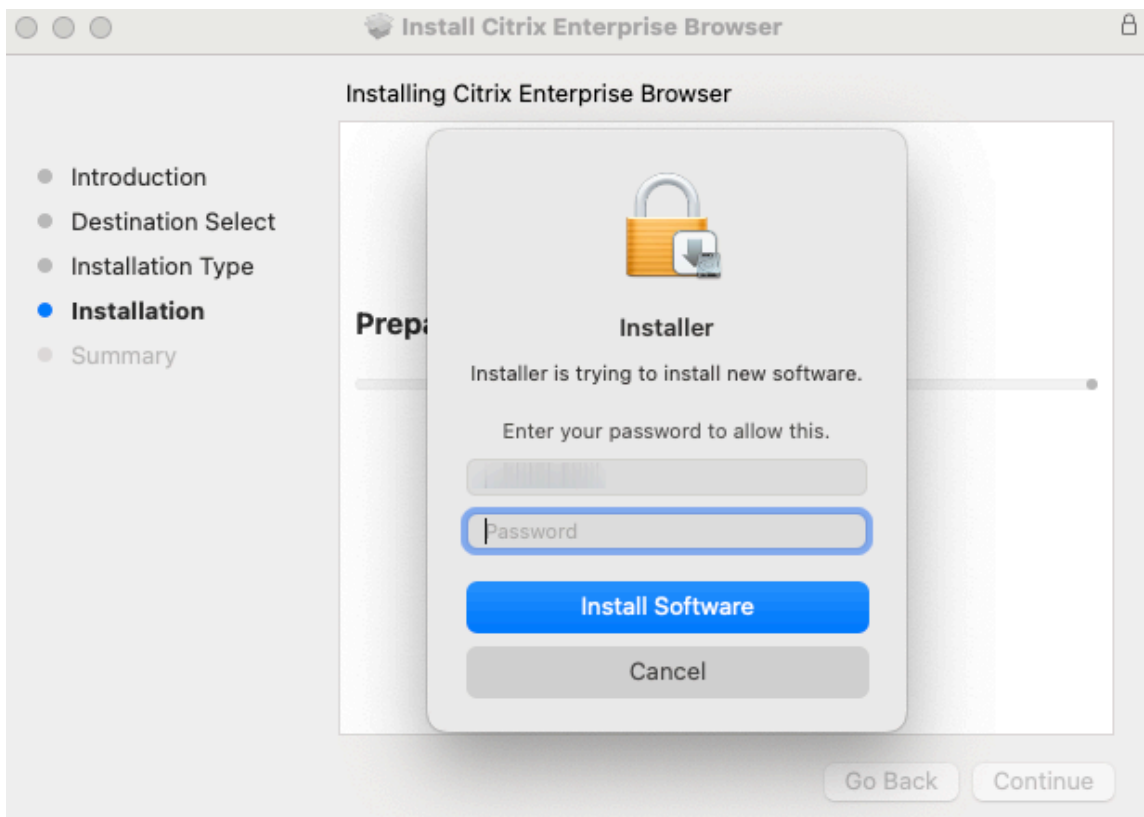 Install Citrix Enterprise Browser
Installing Citrix Enterprise Browser
Introduction
Destination Select
Installation Type
Installation
Summary
Installer
Installer is trying to install new software.
Enter your password to allow this.
Password
Install Software
Cancel
Go Back
Continue